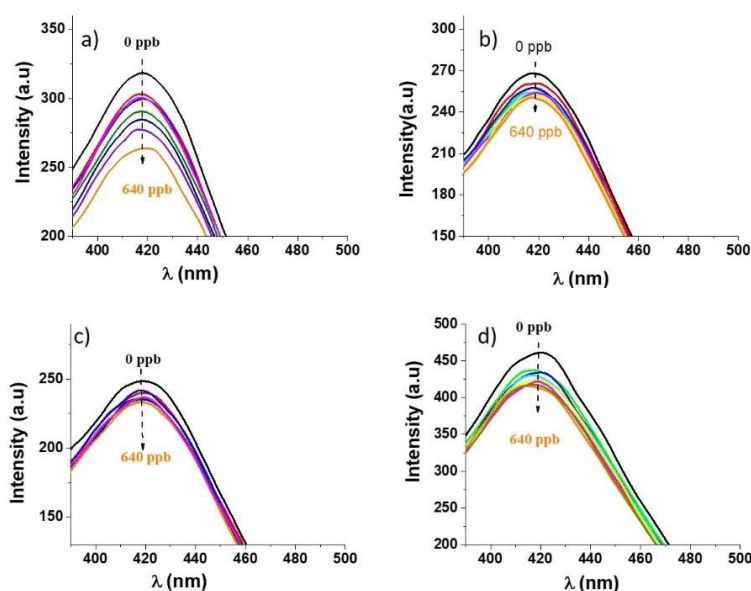 a)
0 ppb
640 ppb
350
300
250
200
400 420 440 460 480 500
Intensity (a.u)
λ (nm)
b)
0 ppb
640 ppb
300
270
240
210
180
150
400 420 440 460 480 500
Intensity(a.u)
λ (nm)
c)
0 ppb
640 ppb
250
200
150
400 420 440 460 480 500
Intensity (a.u)
λ (nm)
d)
0 ppb
640 ppb
500
450
400
350
300
250
200
400 420 440 460 480 500
Intensity (a.u)
λ (nm)